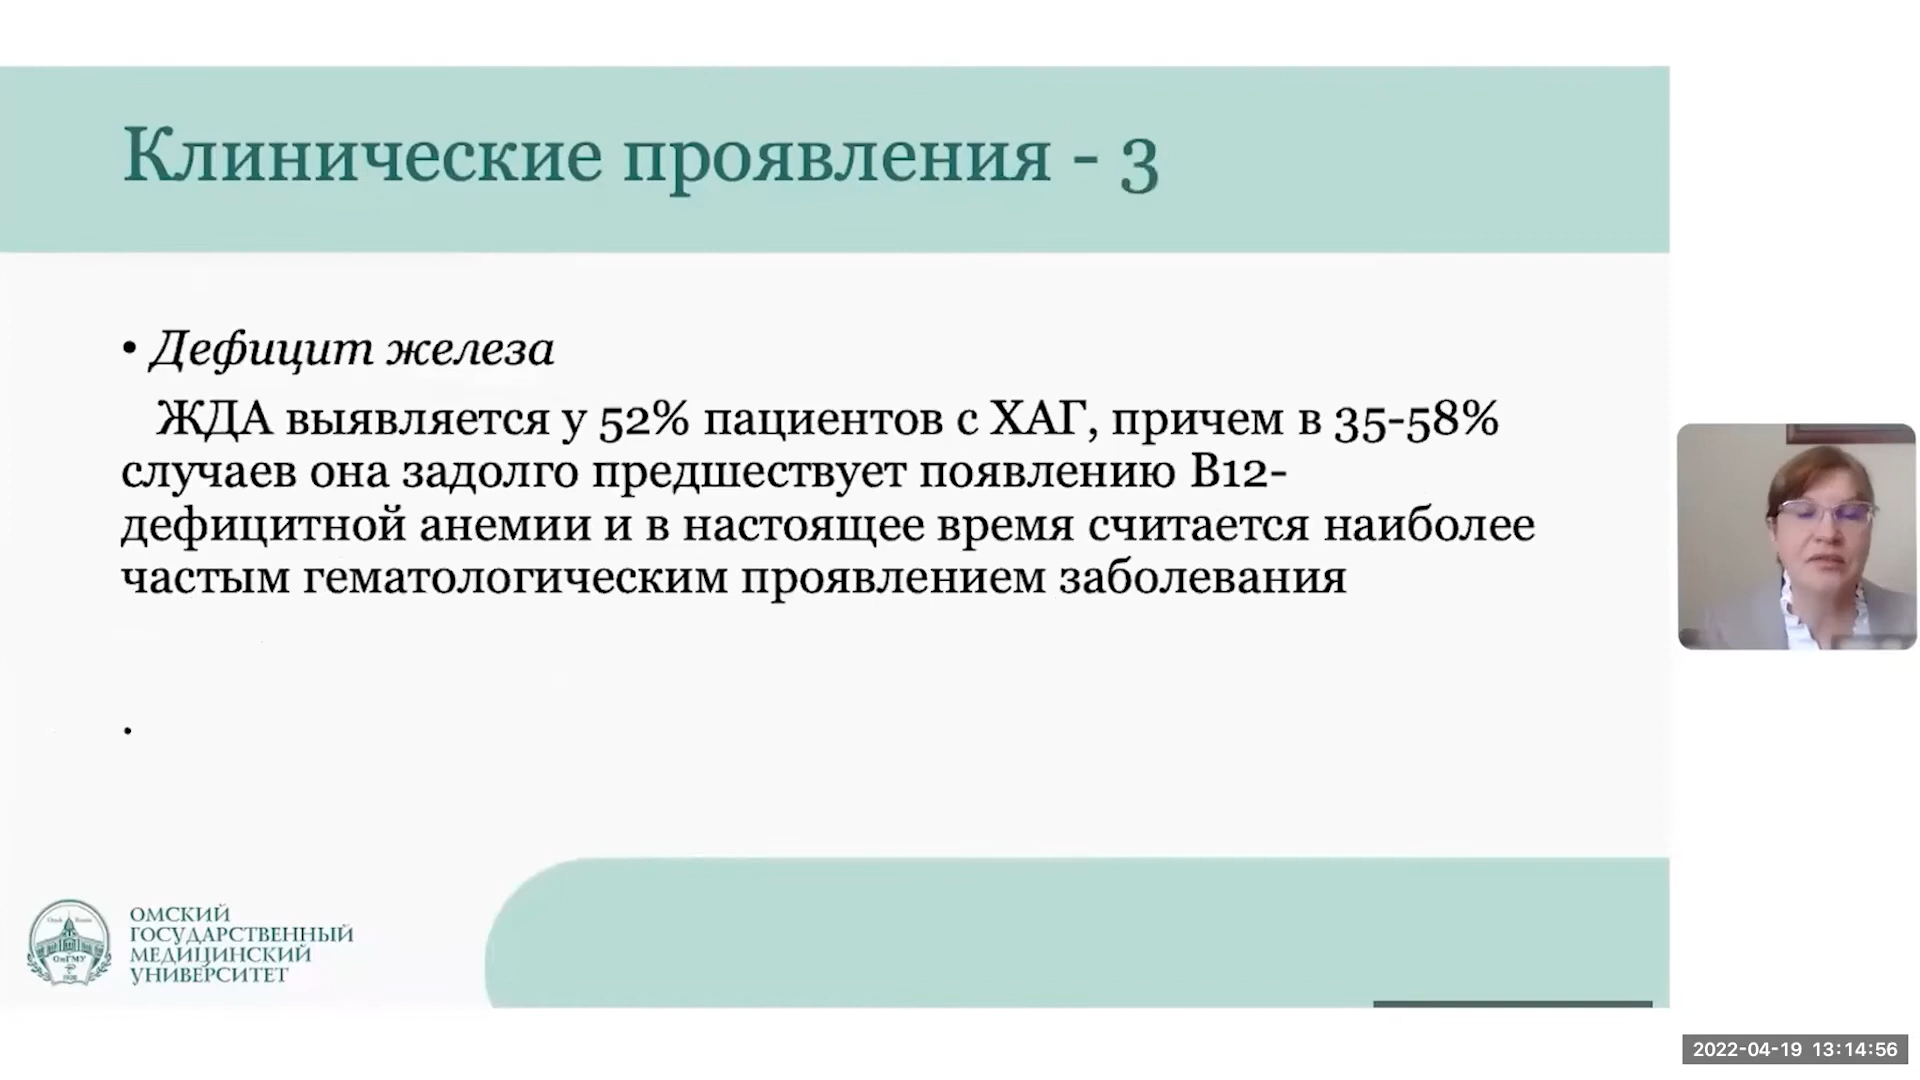 Клинические проявления - 3
• Дефицит железа
ЖДА выявляется у 52% пациентов с ХАГ, причем в 35-58%
случаев она задолго предшествует появлению В12-
дефицитной анемии и в настоящее время считается наиболее
частым гематологическим проявлением заболевания
.
ОмГМУ
ОМСКИЙ
ГОСУДАРСТВЕННЫЙ
МЕДИЦИНСКИЙ
УНИВЕРСИТЕТ
2022-04-19 13:14:56